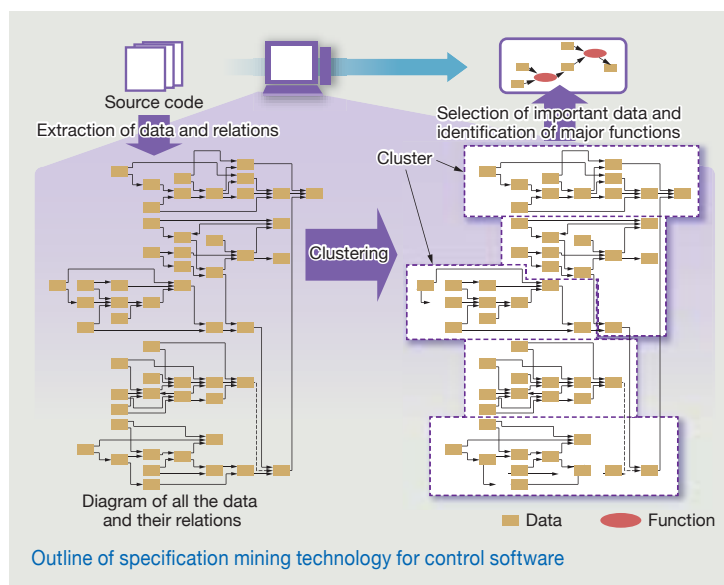 Source code
Extraction of data and relations
Selection of important data and
identification of major functions
Cluster
Clustering
Diagram of all the data
and their relations
Data
Function
Outline of specification mining technology for control software